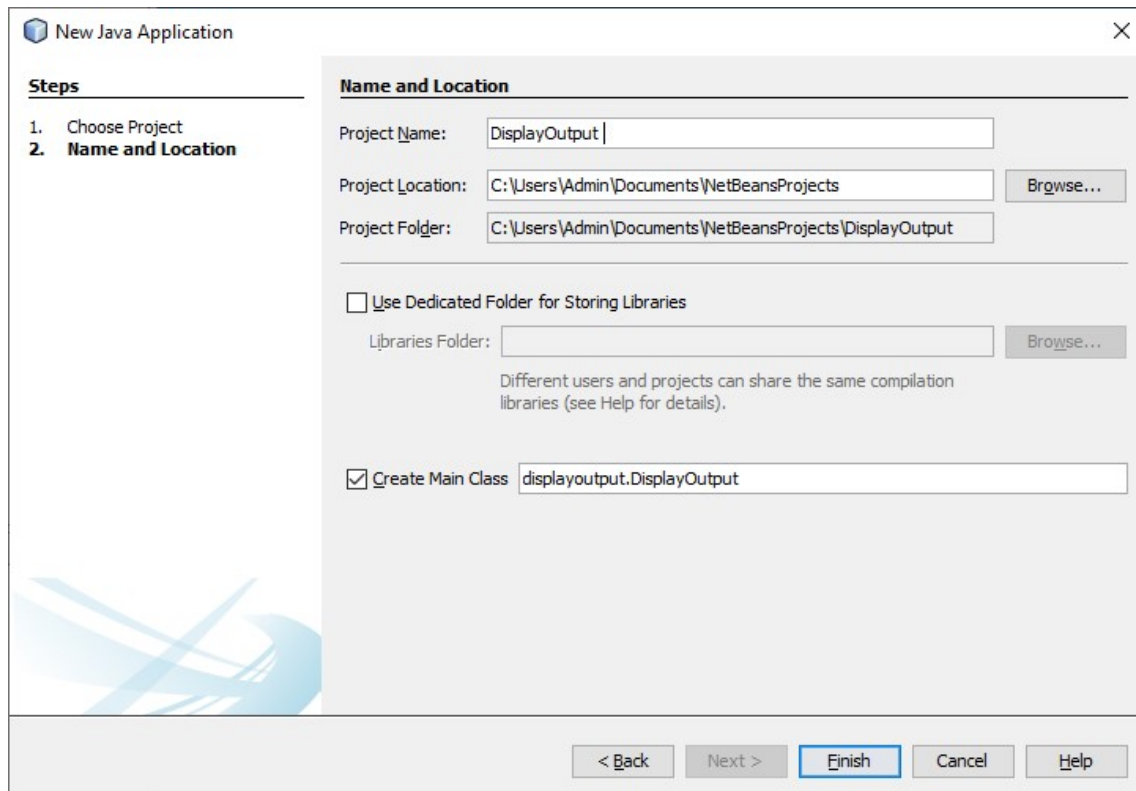 New Java Application
Steps
1. Choose Project
2. Name and Location
Name and Location
Project Name: DisplayOutput
Project Location: C:\Users\Admin\Documents\NetBeansProjects Browse...
Project Folder: C:\Users\Admin\Documents\NetBeansProjects\DisplayOutput
Use Dedicated Folder for Storing Libraries
Libraries Folder: Browse...
Different users and projects can share the same compilation
libraries (see Help for details).
Create Main Class displayoutput.DisplayOutput
< Back Next > Finish Cancel Help